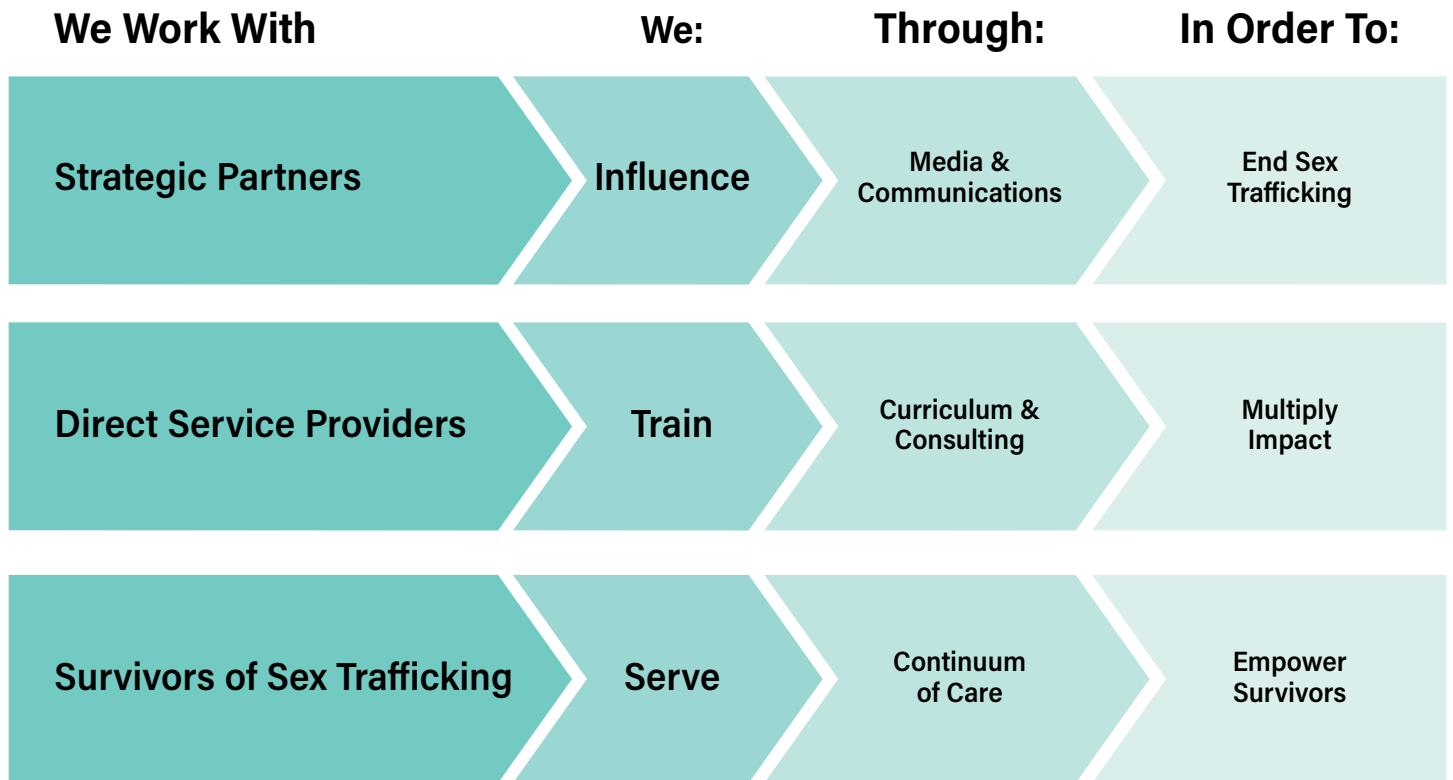 We Work With
We:
Through:
In Order To:
Strategic Partners
Influence
Media &
Communications
End Sex
Trafficking
Direct Service Providers
Train
Curriculum &
Consulting
Multiply
Impact
Survivors of Sex Trafficking
Serve
Continuum
of Care
Empower
Survivors